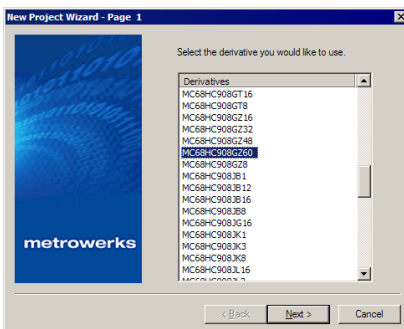 New Project Wizard - Page 1
Select the derivative you would like to use.
Derivatives
MC68HC908GT16
MC68HC908GT8
MC68HC908GZ16
MC68HC908GZ32
MC68HC908GZ48
MC68HC908GZ60
MC68HC908GZ8
MC68HC908JB1
MC68HC908JB12
MC68HC908JB16
MC68HC908JB8
MC68HC908JG16
MC68HC908JK1
MC68HC908JK3
MC68HC908JK8
MC68HC908JL16
metrowerks
< Back
Next >
Cancel